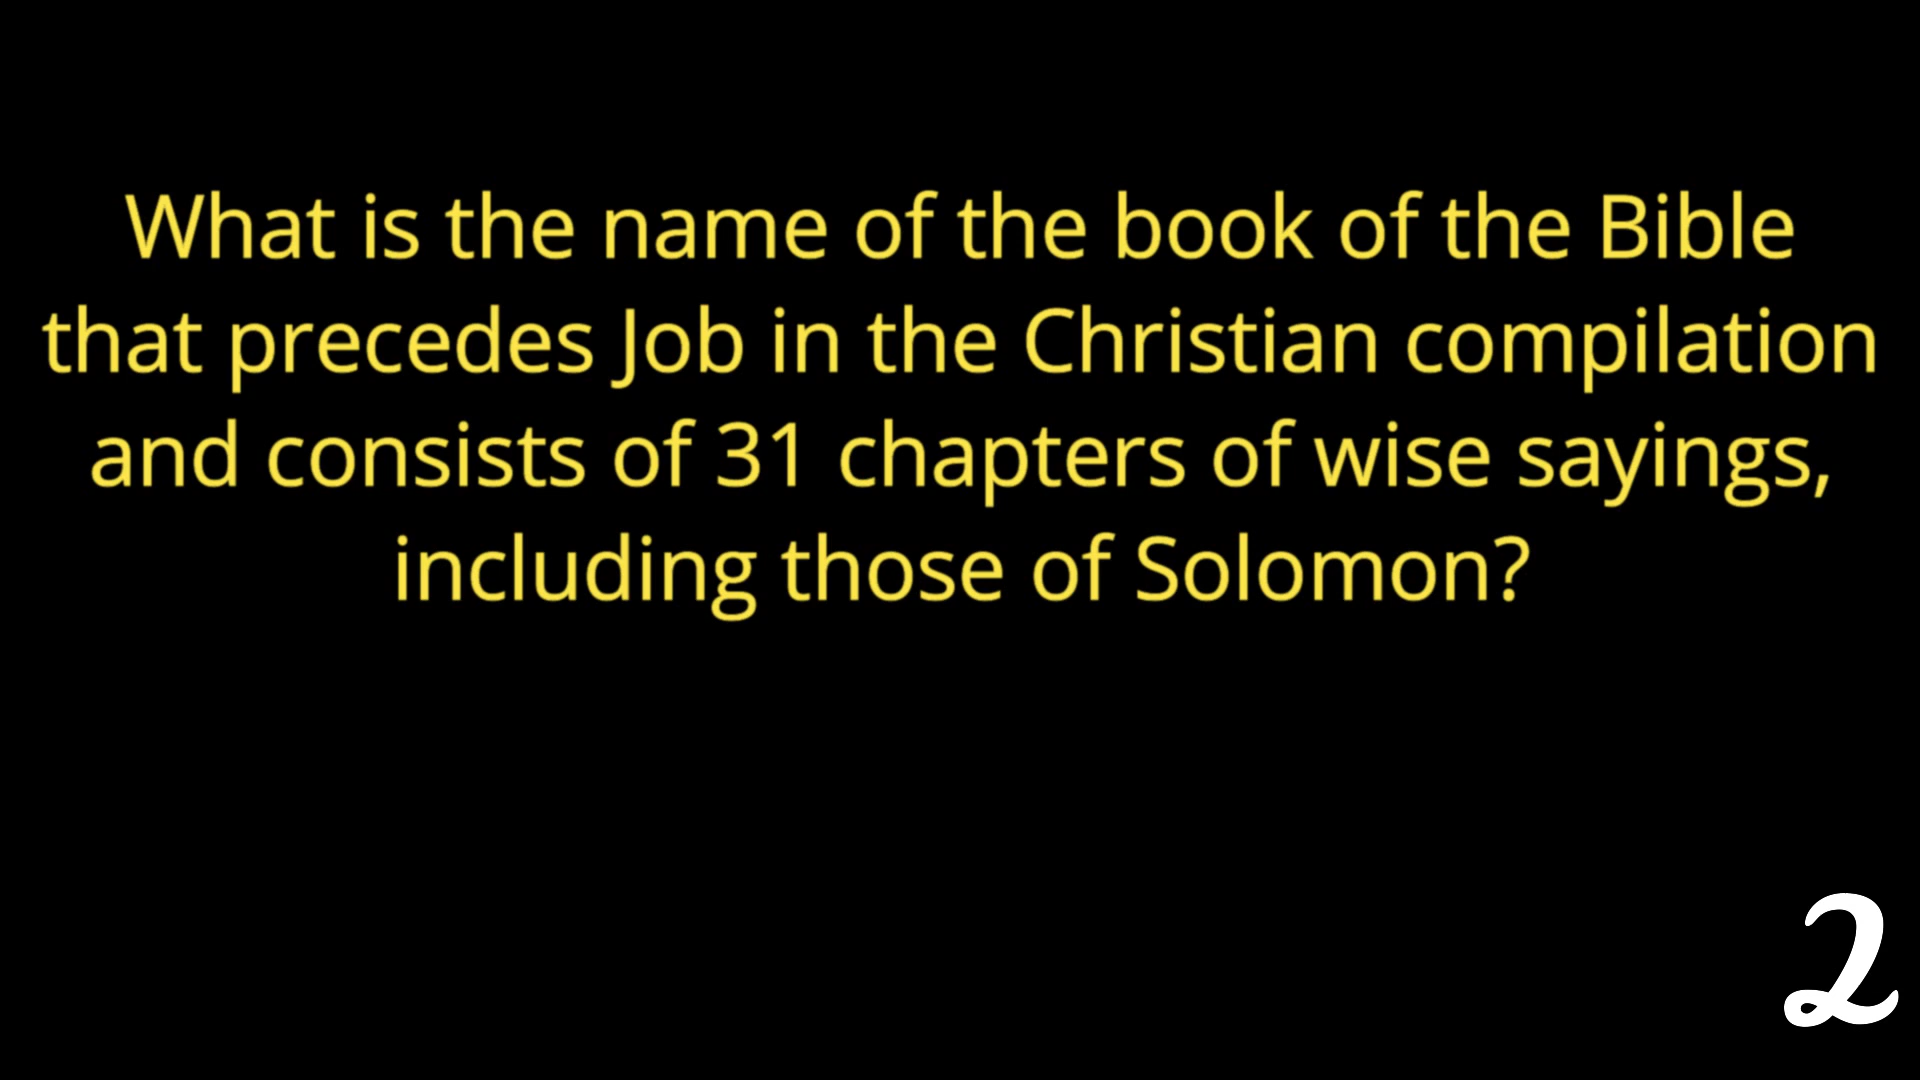 What is the name of the book of the Bible
that precedes Job in the Christian compilation
and consists of 31 chapters of wise sayings,
including those of Solomon?
2